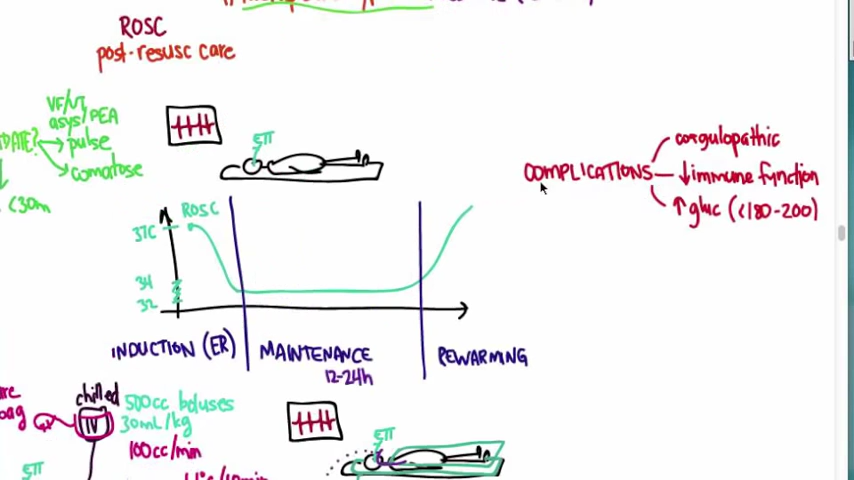 ROSC
post-resusc care
VF/VT
asys/PEA
pulse
comatose
<30m
ETT
COMPLICATIONS
coagulopathic
↓immune function
↑gluc (<180-200)
ROSC
37C
34
32
INDUCTION (ER)
MAINTENANCE
12-24h
REWARMING
chilled
IV
500cc boluses
30mL/kg
100cc/min
ETT
ETT